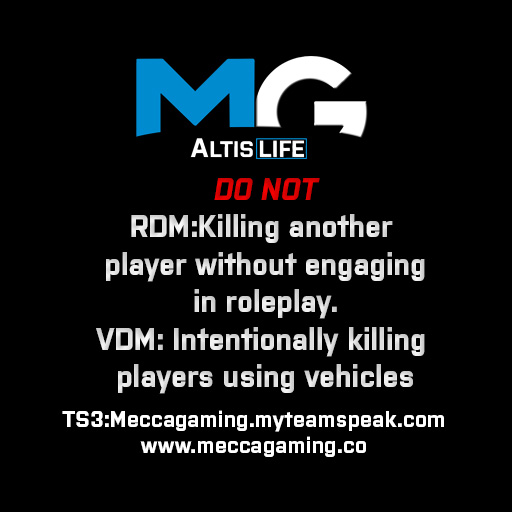 MG
ALTIS LIFE
DO NOT
RDM:Killing another
player without engaging
in roleplay.
VDM: Intentionally killing
players using vehicles
TS3:Meccagaming.myteamspeak.com
www.meccagaming.co